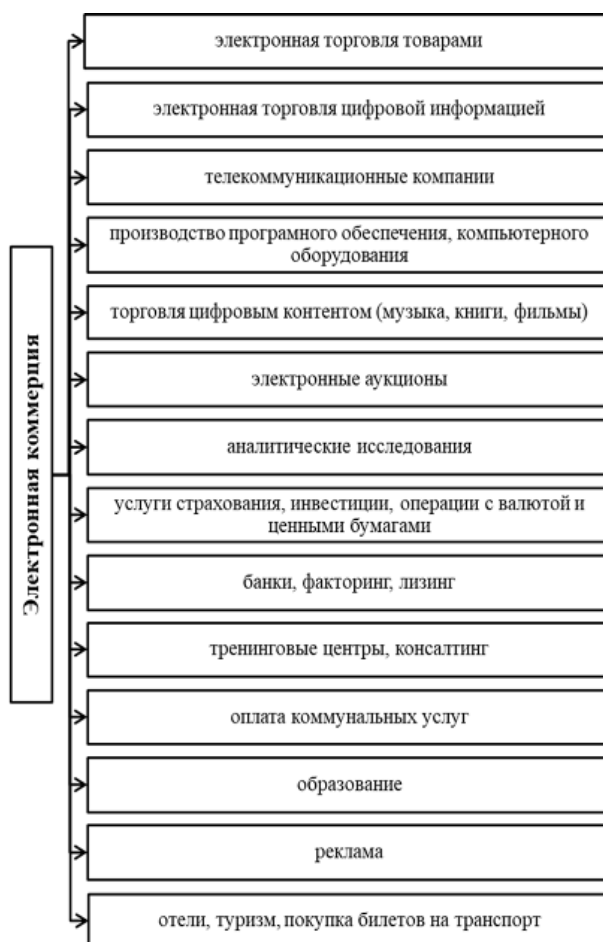 электронная торговля товарами
электронная торговля цифровой информацией
телекоммуникационные компании
производство програмного обеспечения, компьютерного
оборудования
торговля цифровым контентом (музыка, книги, фильмы)
Электронная коммерция
электронные аукционы
аналитические исследования
услуги страхования, инвестиции, операции с валютой и
ценными бумагами
банки, факторинг, лизинг
тренинговые центры, консалтинг
оплата коммунальных услуг
образование
реклама
отели, туризм, покупка билетов на транспорт